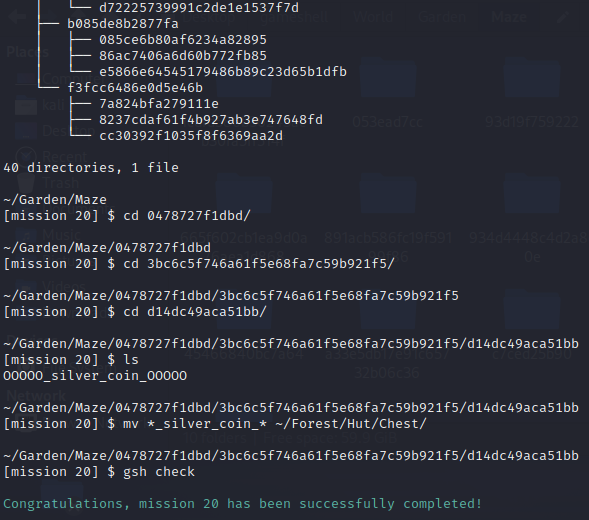 │   └── d72225739991c2de1e1537f7d
├── b085de8b2877fa
│   ├── 085ce6b80af6234a82895
│   ├── 86ac7406a6d60b772fb85
│   └── e5866e64545179486b89c23d65b1dfb
└── f3fcc6486e0d5e46b
    ├── 7a824bfa279111e
    ├── 8237cdaf61f4b927ab3e747648fd
    └── cc30392f1035f8f6369aa2d
40 directories, 1 file
~/Garden/Maze
[mission 20] $ cd 0478727f1dbd/
~/Garden/Maze/0478727f1dbd
[mission 20] $ cd 3bc6c5f746a61f5e68fa7c59b921f5/
~/Garden/Maze/0478727f1dbd/3bc6c5f746a61f5e68fa7c59b921f5
[mission 20] $ cd d14dc49aca51bb/
~/Garden/Maze/0478727f1dbd/3bc6c5f746a61f5e68fa7c59b921f5/d14dc49aca51bb
[mission 20] $ ls
OOOOO_silver_coin_OOOOO
~/Garden/Maze/0478727f1dbd/3bc6c5f746a61f5e68fa7c59b921f5/d14dc49aca51bb
[mission 20] $ mv *_silver_coin_* ~/Forest/Hut/Chest/
~/Garden/Maze/0478727f1dbd/3bc6c5f746a61f5e68fa7c59b921f5/d14dc49aca51bb
[mission 20] $ gsh check
Congratulations, mission 20 has been successfully completed!